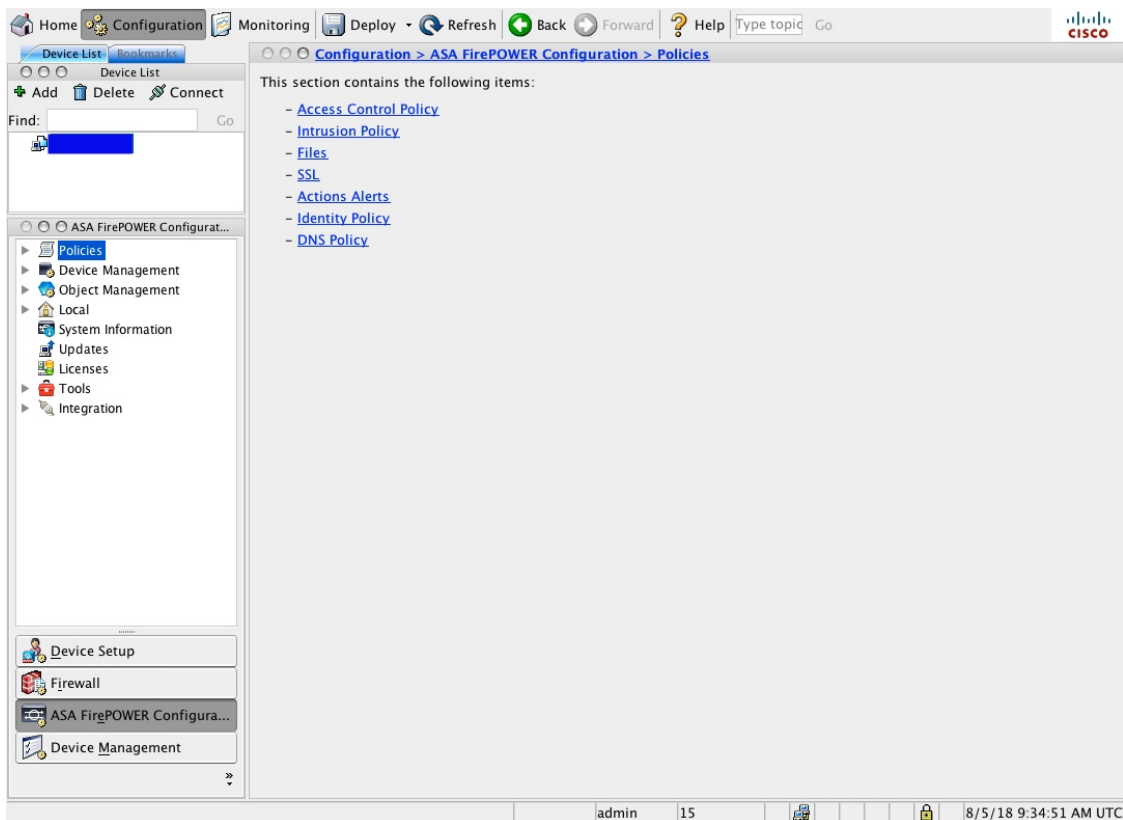 Home Configuration Monitoring Deploy Refresh Back Forward Help Type topic Go
CISCO
Device List Bookmarks
Configuration > ASA FirePOWER Configuration > Policies
Device List
Add Delete Connect
Find: Go
This section contains the following items:
– Access Control Policy
– Intrusion Policy
– Files
– SSL
– Actions Alerts
– Identity Policy
– DNS Policy
ASA FirePOWER Configurat...
Policies
Device Management
Object Management
Local
System Information
Updates
Licenses
Tools
Integration
Device Setup
Firewall
ASA FirePOWER Configura...
Device Management
admin 15 8/5/18 9:34:51 AM UTC